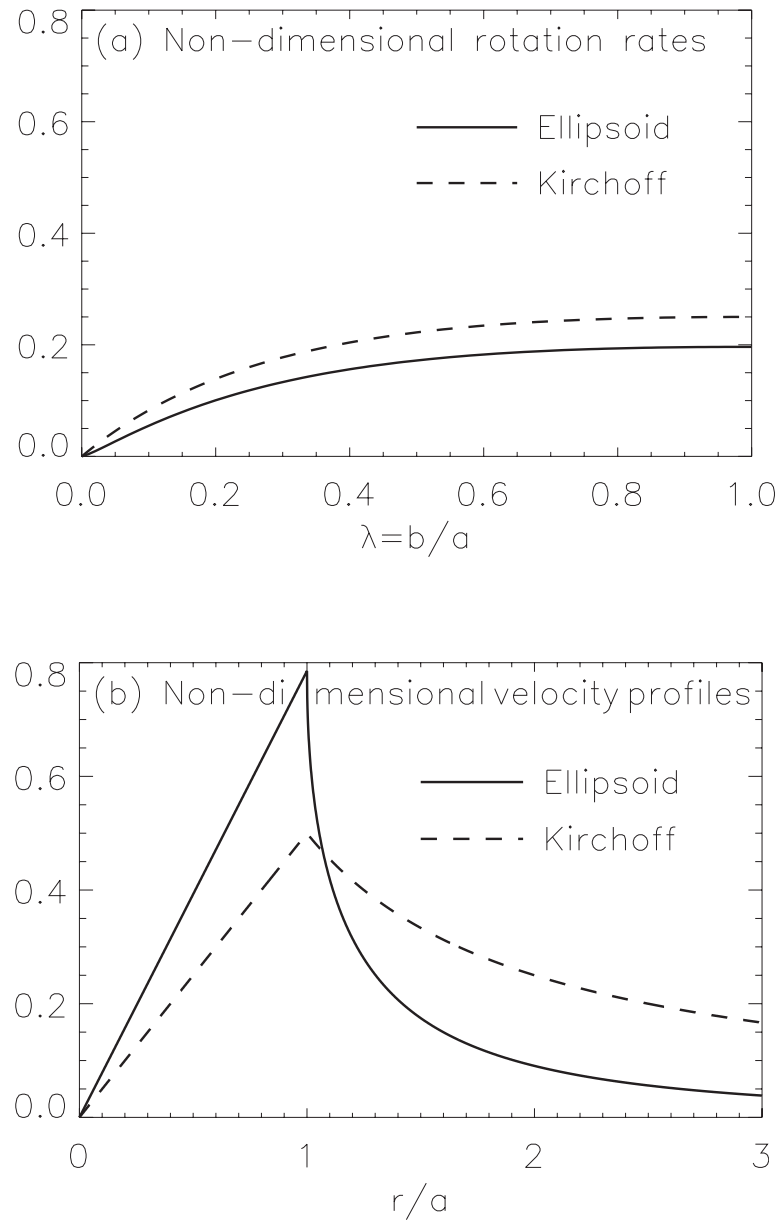 (a) Non-dimensional rotation rates
0.8
0.6
0.4
0.2
0.0
Ellipsoid
Kirchoff
0.0 0.2 0.4 0.6 0.8 1.0
λ=b/a
(b) Non-di mensional velocity profiles
0.8
0.6
0.4
0.2
0.0
Ellipsoid
Kirchoff
0 1 2 3
r/a